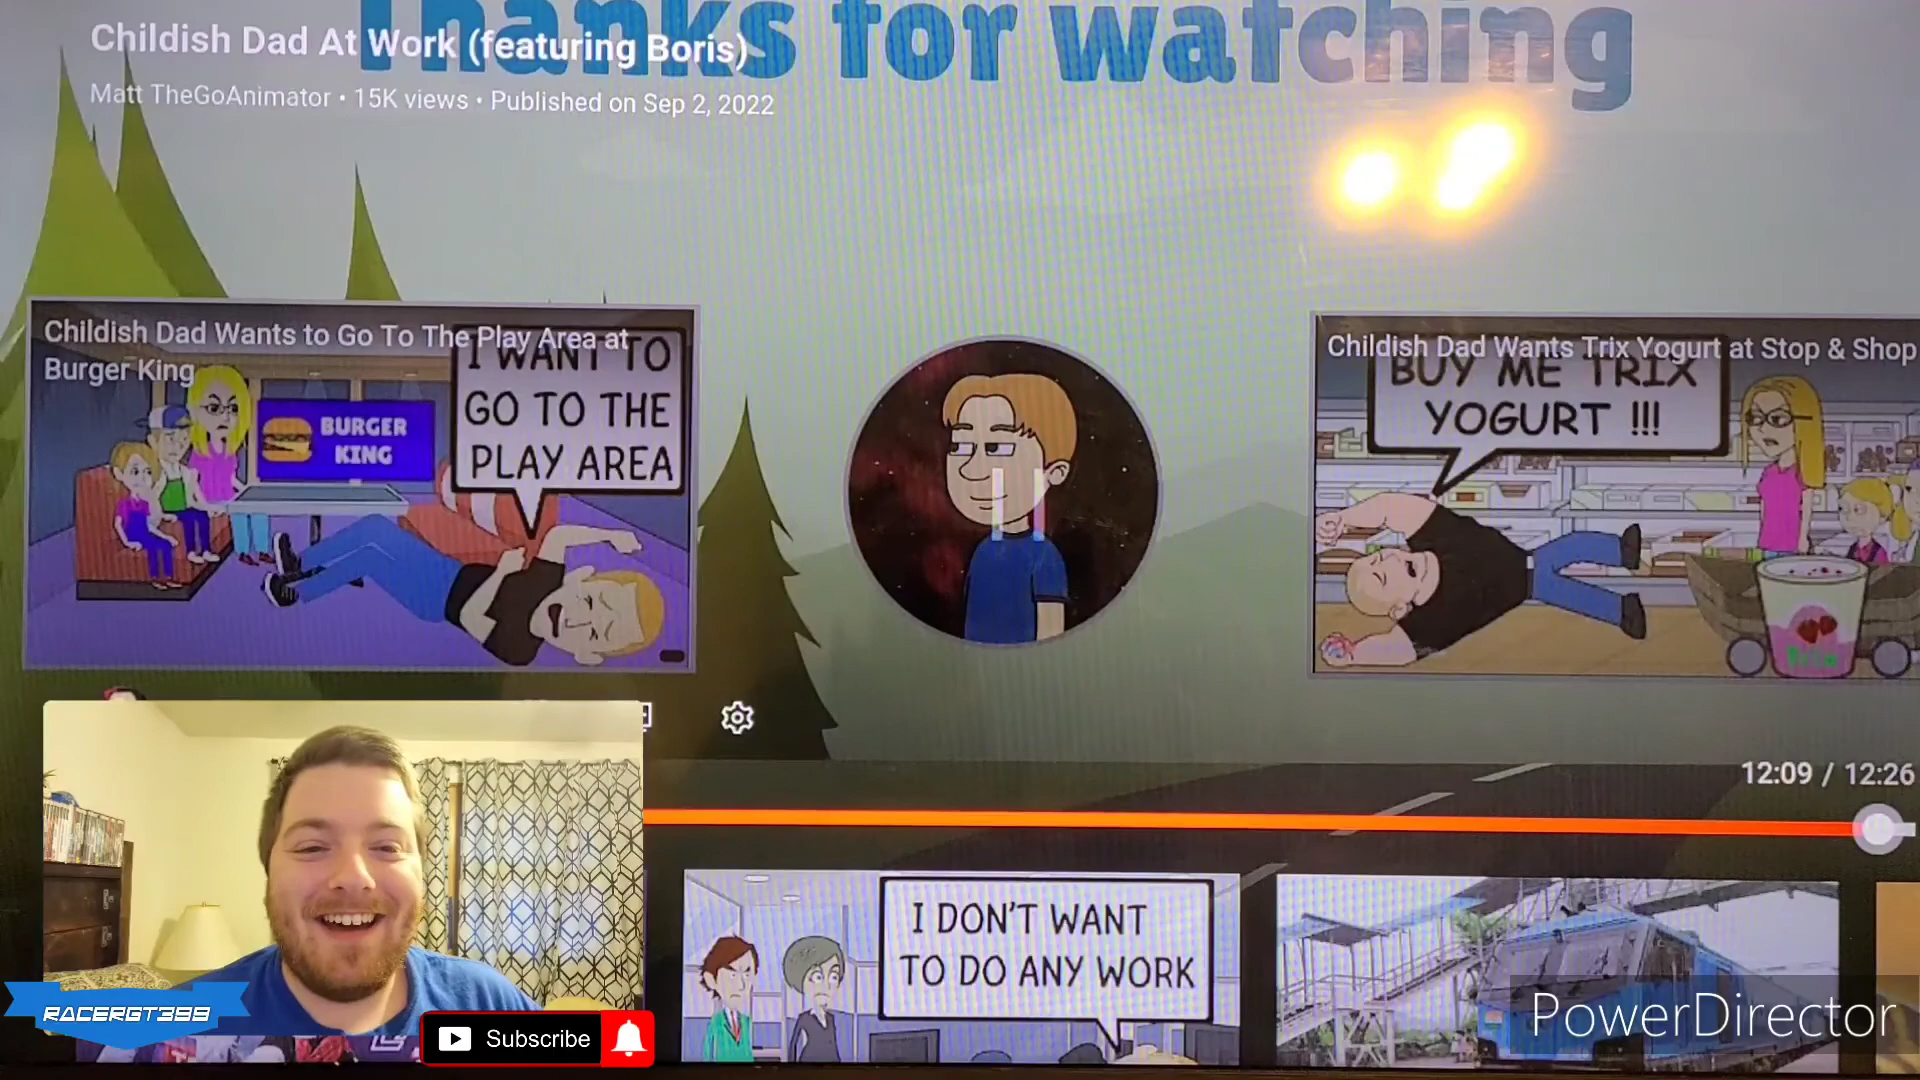 Thanks for watching
Childish Dad At Work (featuring Boris)
Matt TheGoAnimator • 15K views • Published on Sep 2, 2022
Childish Dad Wants to Go To The Play Area at
Burger King
I WANT TO
GO TO THE
PLAY AREA
BURGER
KING
Childish Dad Wants Trix Yogurt at Stop & Shop
BUY ME TRIX
YOGURT !!!
Trix
12:09 / 12:26
I DON'T WANT
TO DO ANY WORK
RACERGT399
Subscribe
PowerDirector